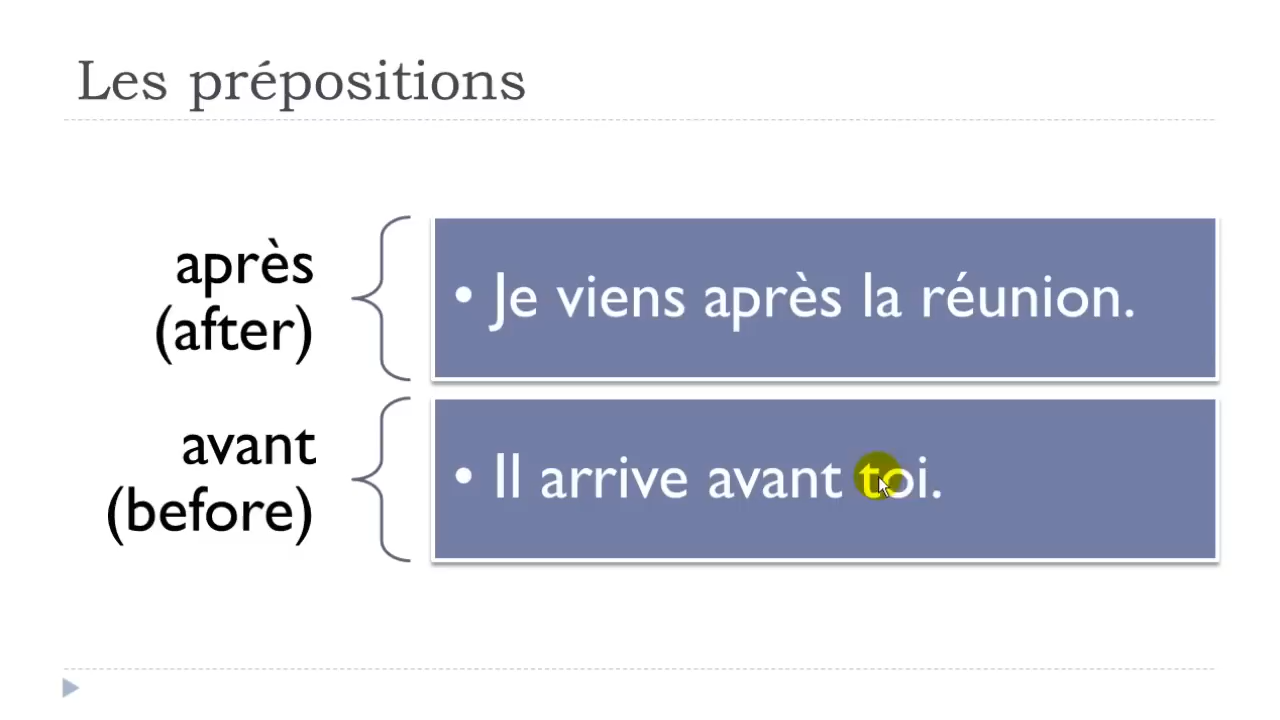 Les prépositions
après
(after)
• Je viens après la réunion.
avant
(before)
• Il arrive avant toi.